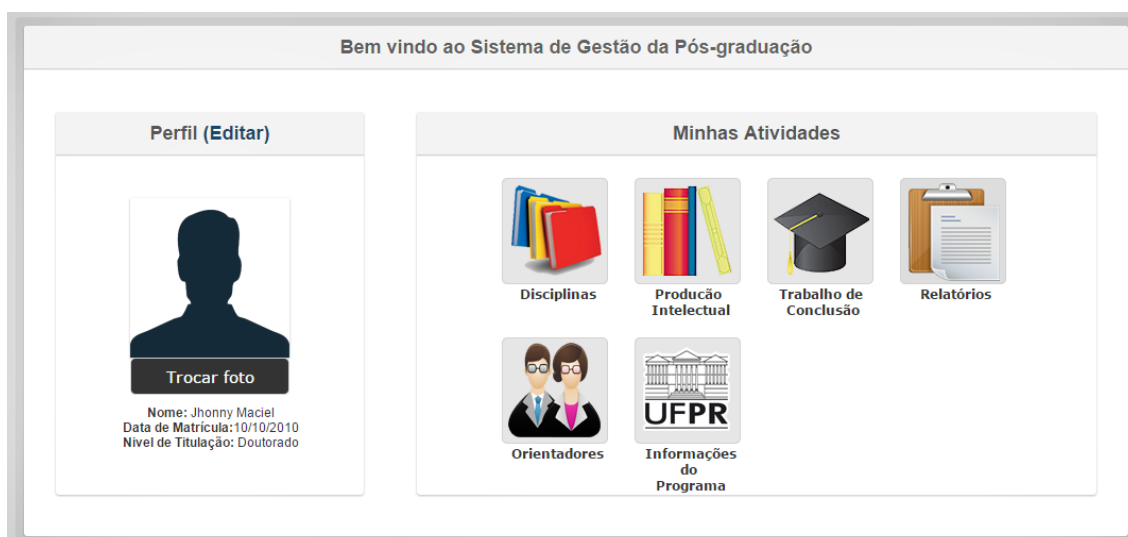 Bem vindo ao Sistema de Gestão da Pós-graduação
Perfil (Editar)
Trocar foto
Nome: Jhonny Maciel
Data de Matrícula:10/10/2010
Nivel de Titulação: Doutorado
Minhas Atividades
Disciplinas
Producão
Intelectual
Trabalho de
Conclusão
Relatórios
Orientadores
UFPR
Informações
do
Programa